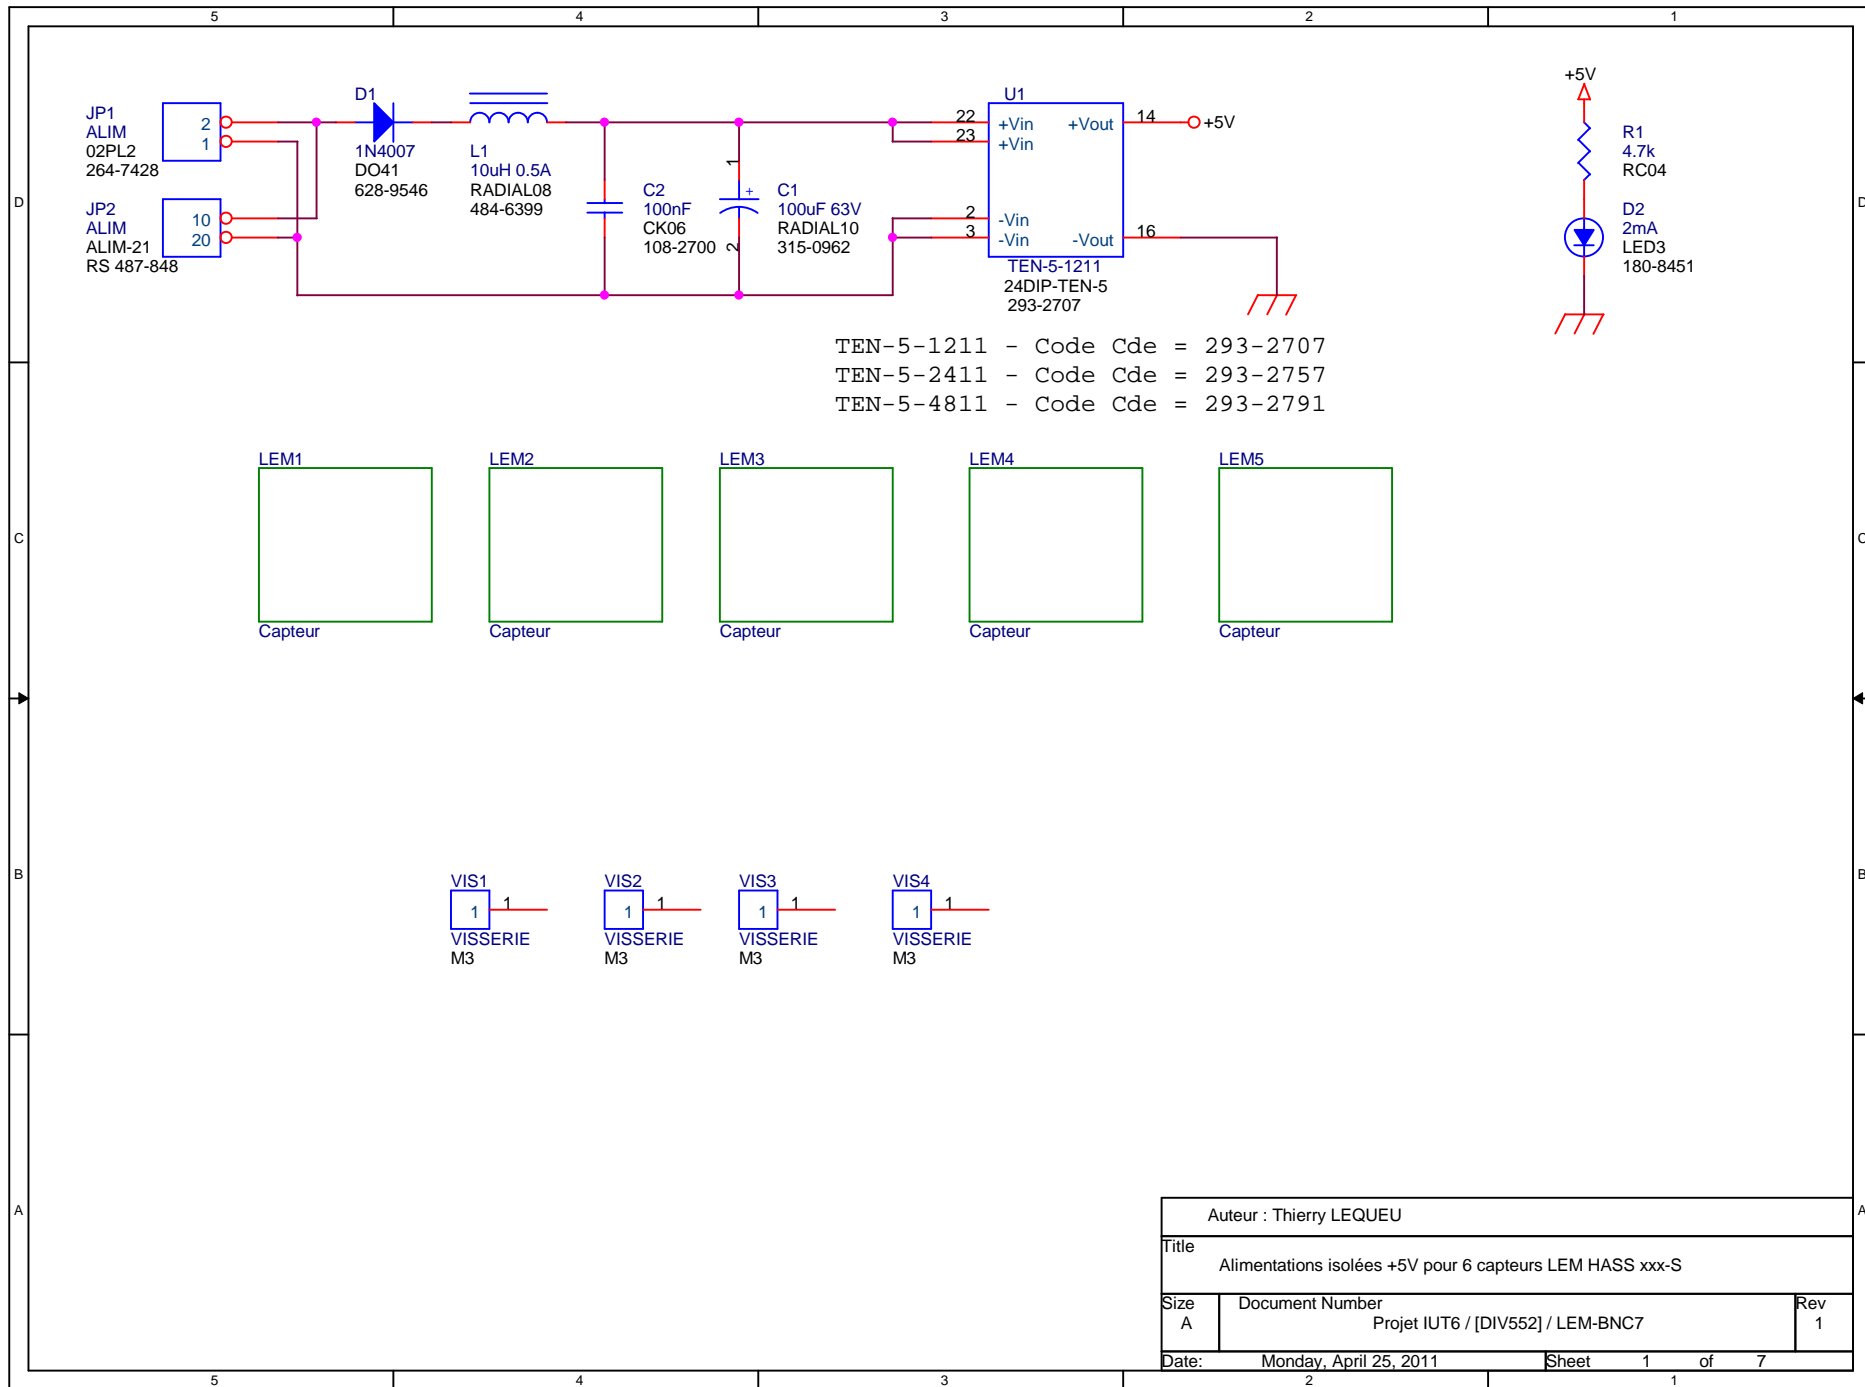 5 4 3 2 1
JP1
ALIM
02PL2
264-7428
2
1
JP2
ALIM
ALIM-21
RS 487-848
10
20
D1
1N4007
DO41
628-9546
L1
10uH 0.5A
RADIAL08
484-6399
C2
100nF
CK06
108-2700
1
+
2
C1
100uF 63V
RADIAL10
315-0962
U1
22 +Vin
23 +Vin
2 -Vin
3 -Vin
+Vout 14
-Vout 16
TEN-5-1211
24DIP-TEN-5
293-2707
+5V
+5V
R1
4.7k
RC04
D2
2mA
LED3
180-8451
D D
TEN-5-1211 - Code Cde = 293-2707
TEN-5-2411 - Code Cde = 293-2757
TEN-5-4811 - Code Cde = 293-2791
LEM1 LEM2 LEM3 LEM4 LEM5
C C
Capteur Capteur Capteur Capteur Capteur
B B
VIS1 VIS2 VIS3 VIS4
1 1 1 1 1 1 1 1
VISSERIE VISSERIE VISSERIE VISSERIE
M3 M3 M3 M3
A A
Auteur : Thierry LEQUEU
Title
Alimentations isolées +5V pour 6 capteurs LEM HASS xxx-S
Size Document Number Rev
A Projet IUT6 / [DIV552] / LEM-BNC7 1
Date: Monday, April 25, 2011 Sheet 1 of 7
5 4 3 2 1